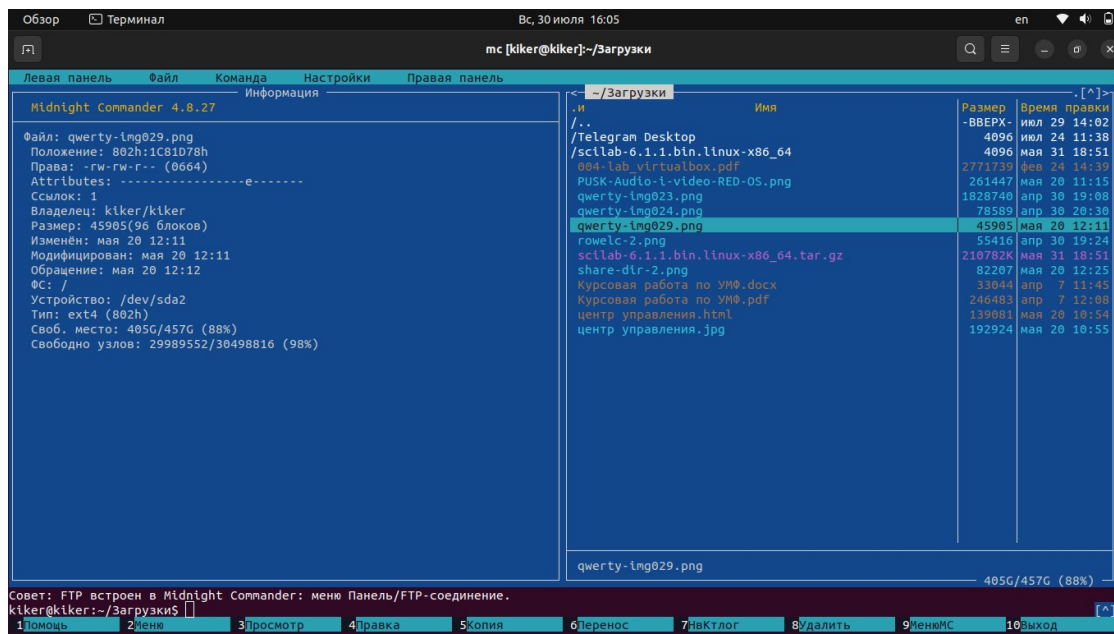 Обзор Терминал Вс, 30 июля 16:05 en
mc [kiker@kiker]:~/Загрузки
Левая панель Файл Команда Настройки Правая панель
Информация
Midnight Commander 4.8.27
Файл: qwerty-img029.png
Положение: 802h:1C81D78h
Права: -rw-rw-r-- (0664)
Attributes: -----------------e-------
Ссылок: 1
Владелец: kiker/kiker
Размер: 45905(96 блоков)
Изменён: мая 20 12:11
Модифицирован: мая 20 12:11
Обращение: мая 20 12:12
ФС: /
Устройство: /dev/sda2
Тип: ext4 (802h)
Своб. место: 405G/457G (88%)
Свободно узлов: 29989552/30498816 (98%)
<─ ~/Загрузки .[^]>
.и Имя Размер Время правки
/.. -ВВЕРХ- июл 29 14:02
/Telegram Desktop 4096 июл 24 11:38
/scilab-6.1.1.bin.linux-x86_64 4096 мая 31 18:51
004-lab_virtualbox.pdf 2771739 фев 24 14:39
PUSK-Audio-i-video-RED-OS.png 261447 мая 20 11:15
qwerty-img023.png 1828740 апр 30 19:08
qwerty-img024.png 78589 апр 30 20:30
qwerty-img029.png 45905 мая 20 12:11
rowelc-2.png 55416 апр 30 19:24
scilab-6.1.1.bin.linux-x86_64.tar.gz 210782K мая 31 18:51
share-dir-2.png 82207 мая 20 12:25
Курсовая работа по УМФ.docx 33044 апр 7 11:45
Курсовая работа по УМФ.pdf 246483 апр 7 12:08
центр управления.html 139081 мая 20 10:54
центр управления.jpg 192924 мая 20 10:55
qwerty-img029.png
405G/457G (88%)
Совет: FTP встроен в Midnight Commander: меню Панель/FTP-соединение.
kiker@kiker:~/Загрузки$ [^]
1Помощь 2Меню 3Просмотр 4Правка 5Копия 6Перенос 7НвКтлог 8Удалить 9МенюMC 10Выход